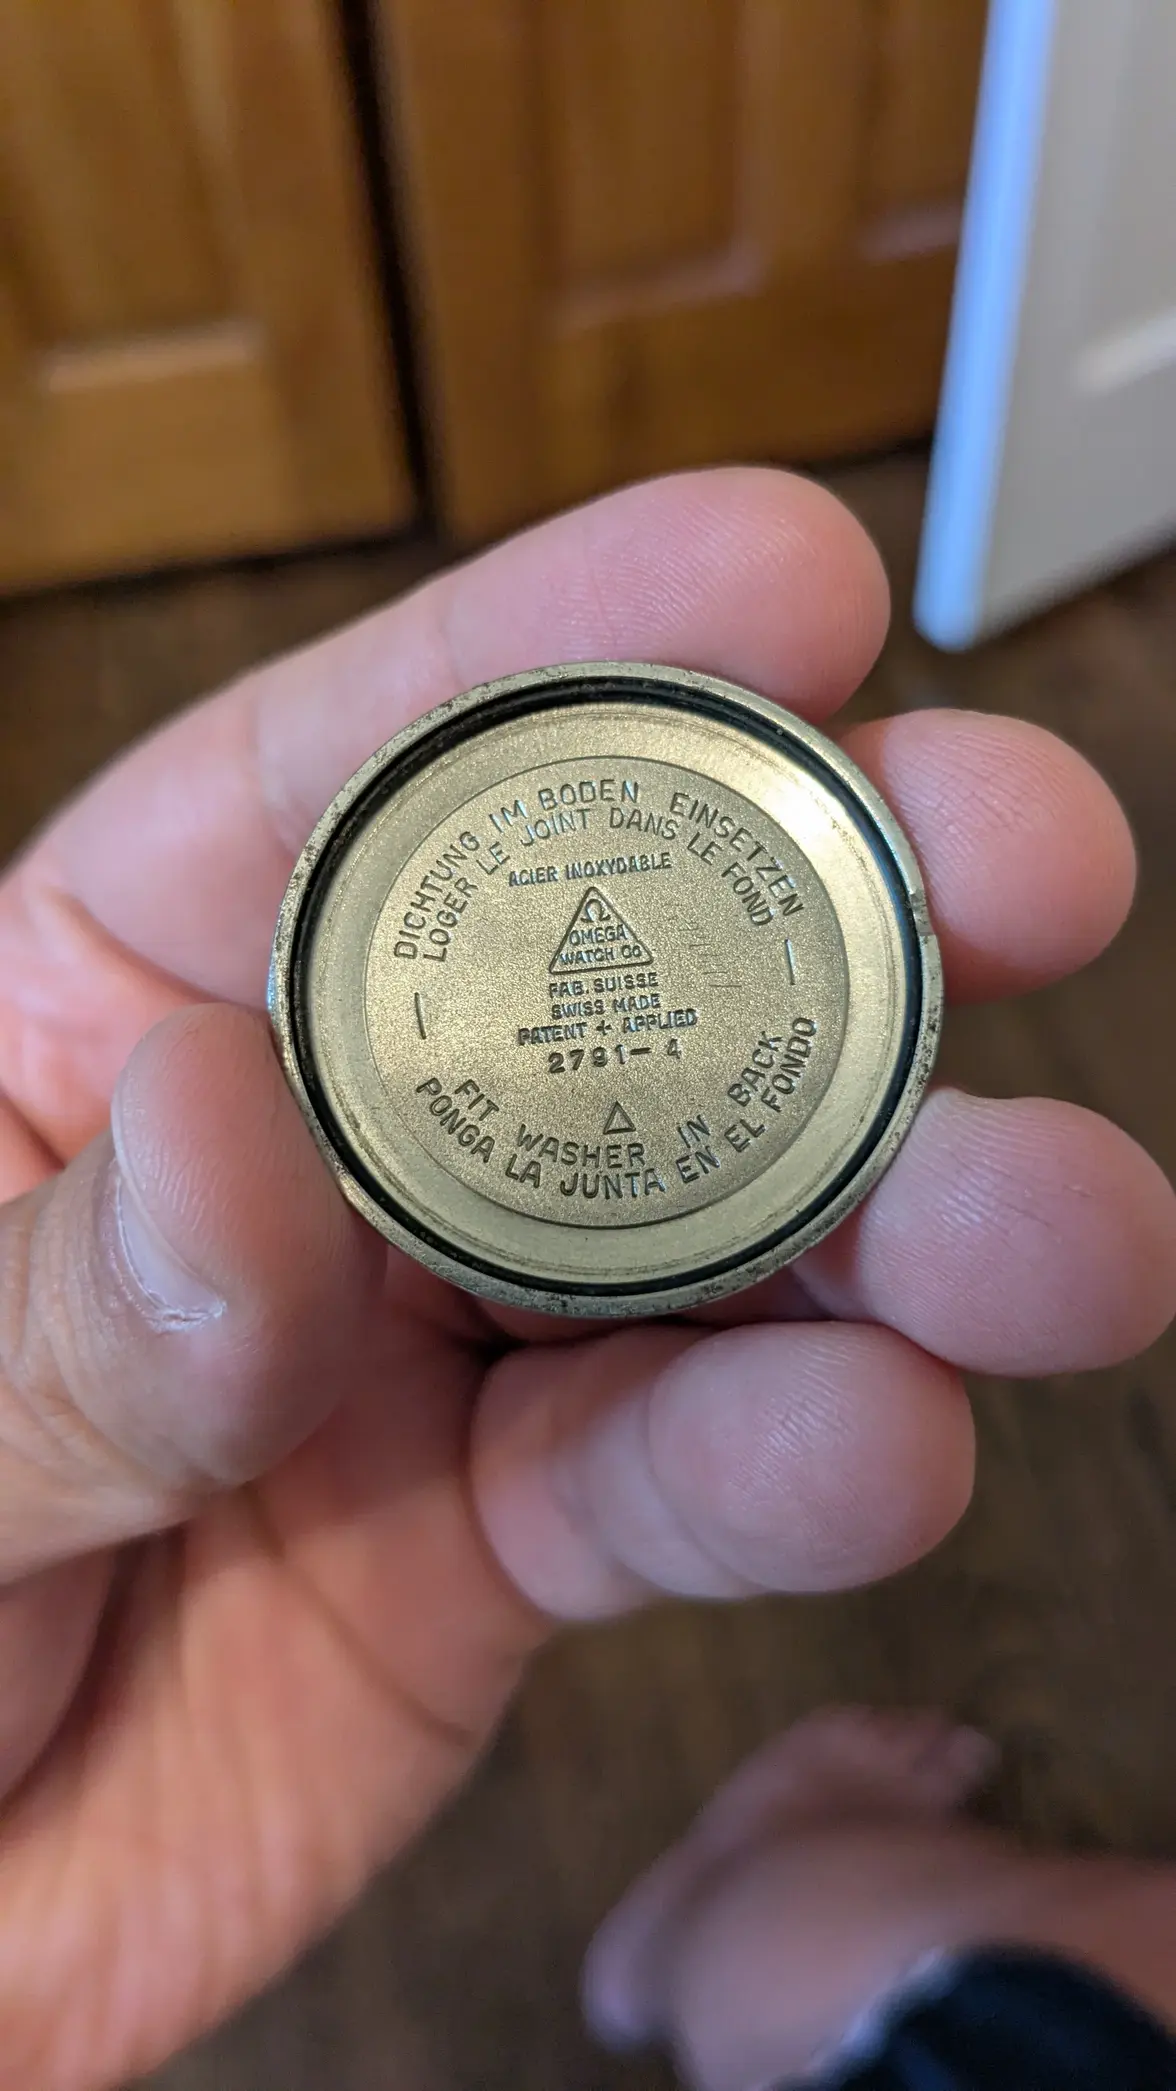 DICHTUNG IM BODEN EINSETZEN
LOGER LE JOINT DANS LE FOND
ACIER INOXYDABLE
Ω
OMEGA
WATCH CO
FAB. SUISSE
SWISS MADE
PATENT + APPLIED
2791-4
FIT WASHER IN BACK
PONGA LA JUNTA EN EL FONDO